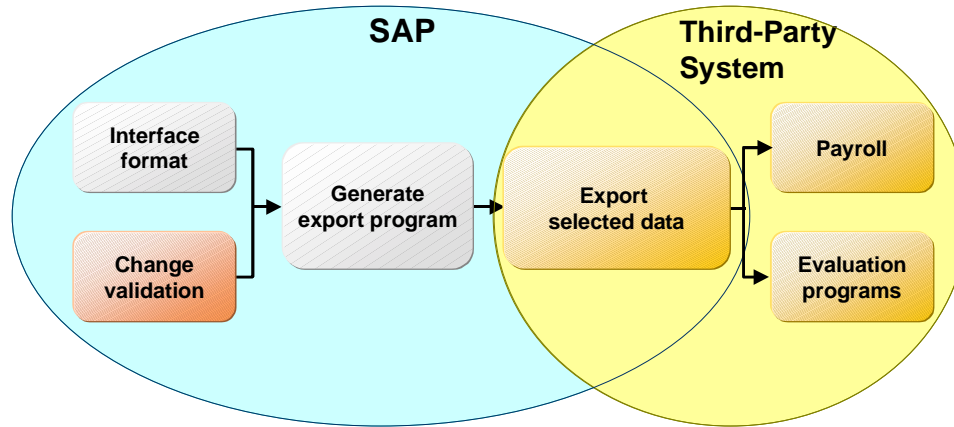 SAP
Third-Party
System
Interface
format
Generate
export program
Export
selected data
Payroll
Change
validation
Evaluation
programs